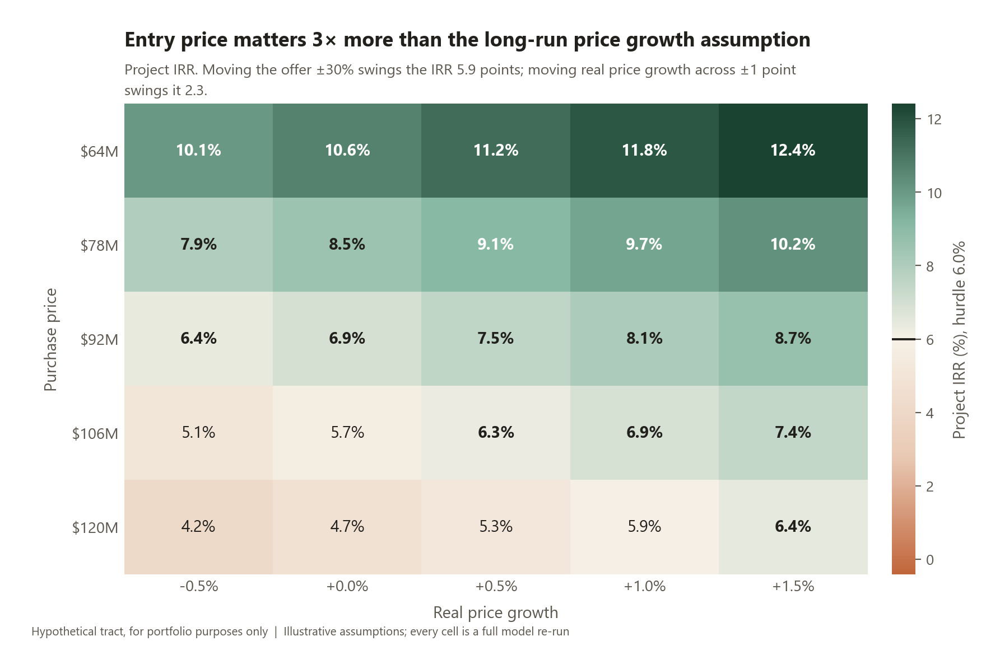 Entry price matters 3× more than the long-run price growth assumption
Project IRR. Moving the offer ±30% swings the IRR 5.9 points; moving real price growth across ±1 point
swings it 2.3.
$64M 10.1% 10.6% 11.2% 11.8% 12.4%
$78M 7.9% 8.5% 9.1% 9.7% 10.2%
$92M 6.4% 6.9% 7.5% 8.1% 8.7%
$106M 5.1% 5.7% 6.3% 6.9% 7.4%
$120M 4.2% 4.7% 5.3% 5.9% 6.4%
-0.5% +0.0% +0.5% +1.0% +1.5%
Purchase price
Real price growth
12
10
8
6
4
2
0
Project IRR (%), hurdle 6.0%
Hypothetical tract, for portfolio purposes only | Illustrative assumptions; every cell is a full model re-run